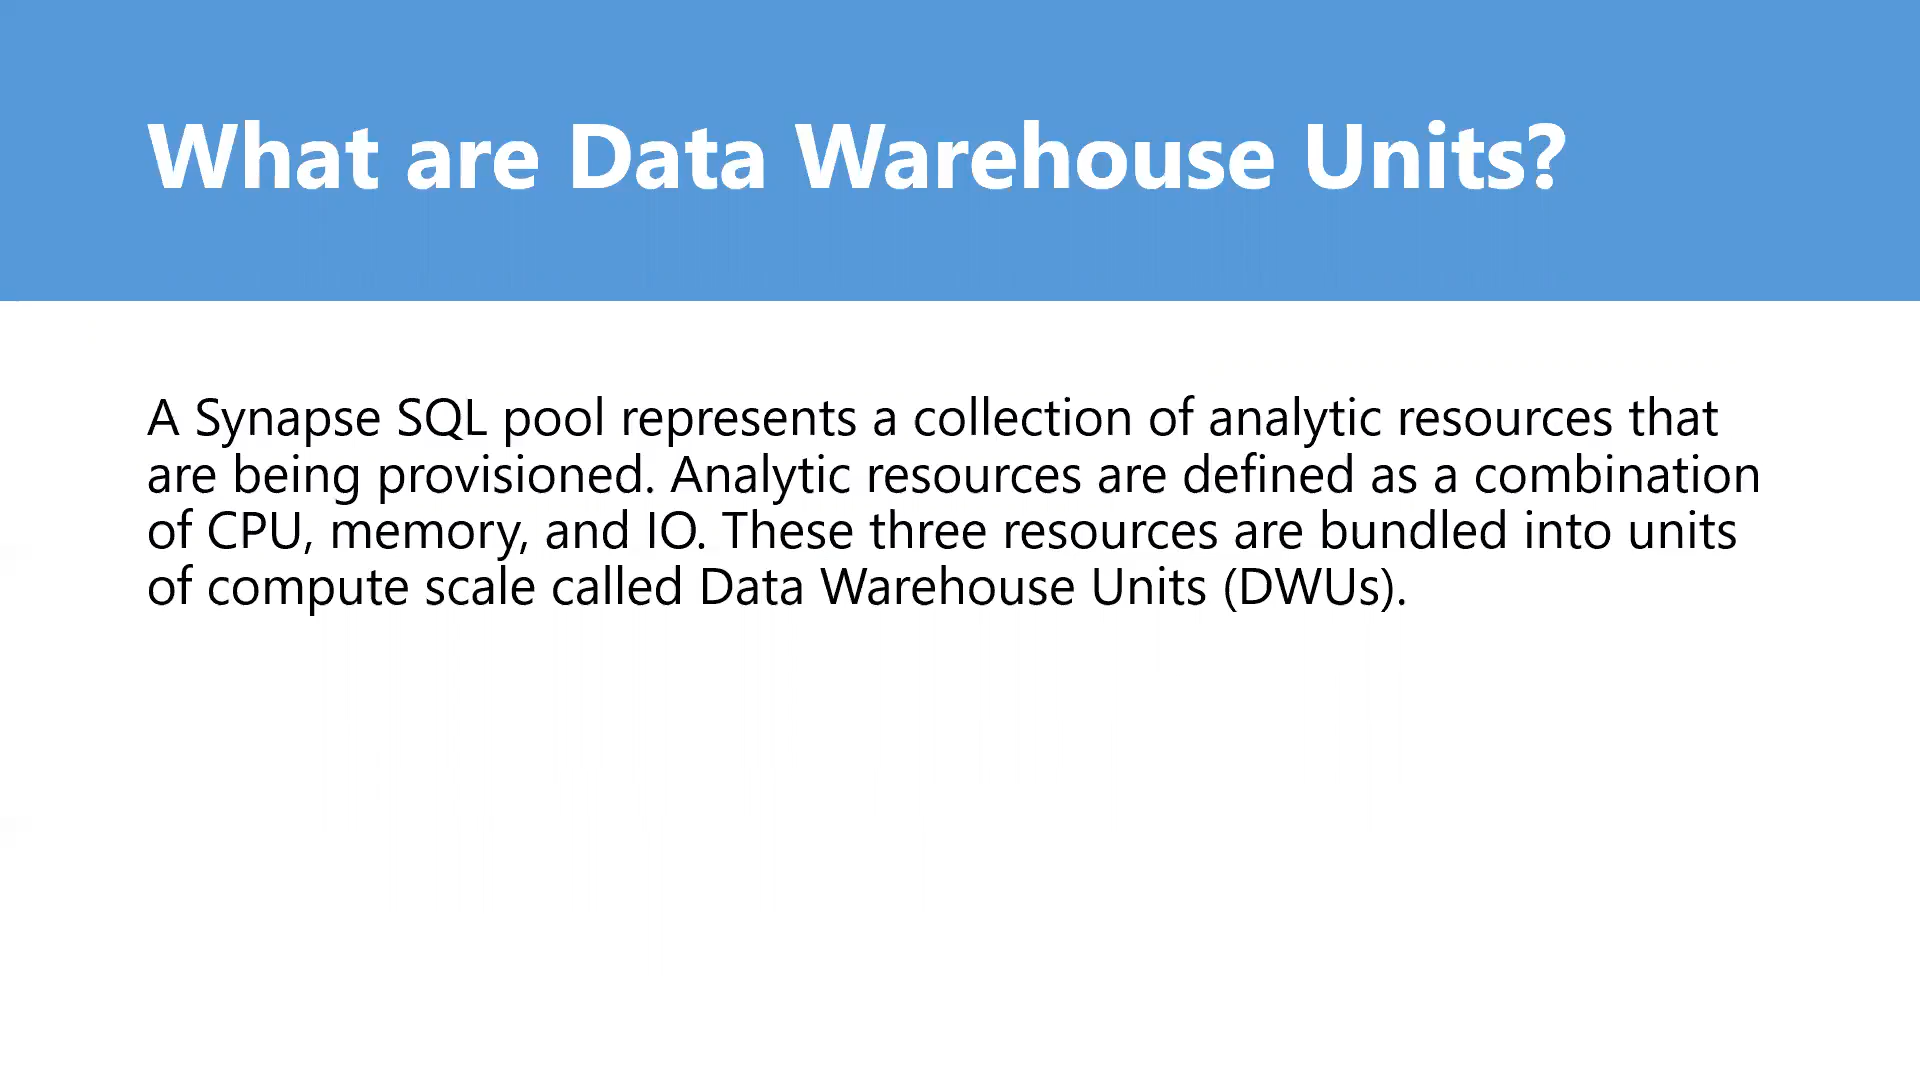 What are Data Warehouse Units?
A Synapse SQL pool represents a collection of analytic resources that
are being provisioned. Analytic resources are defined as a combination
of CPU, memory, and IO. These three resources are bundled into units
of compute scale called Data Warehouse Units (DWUs).